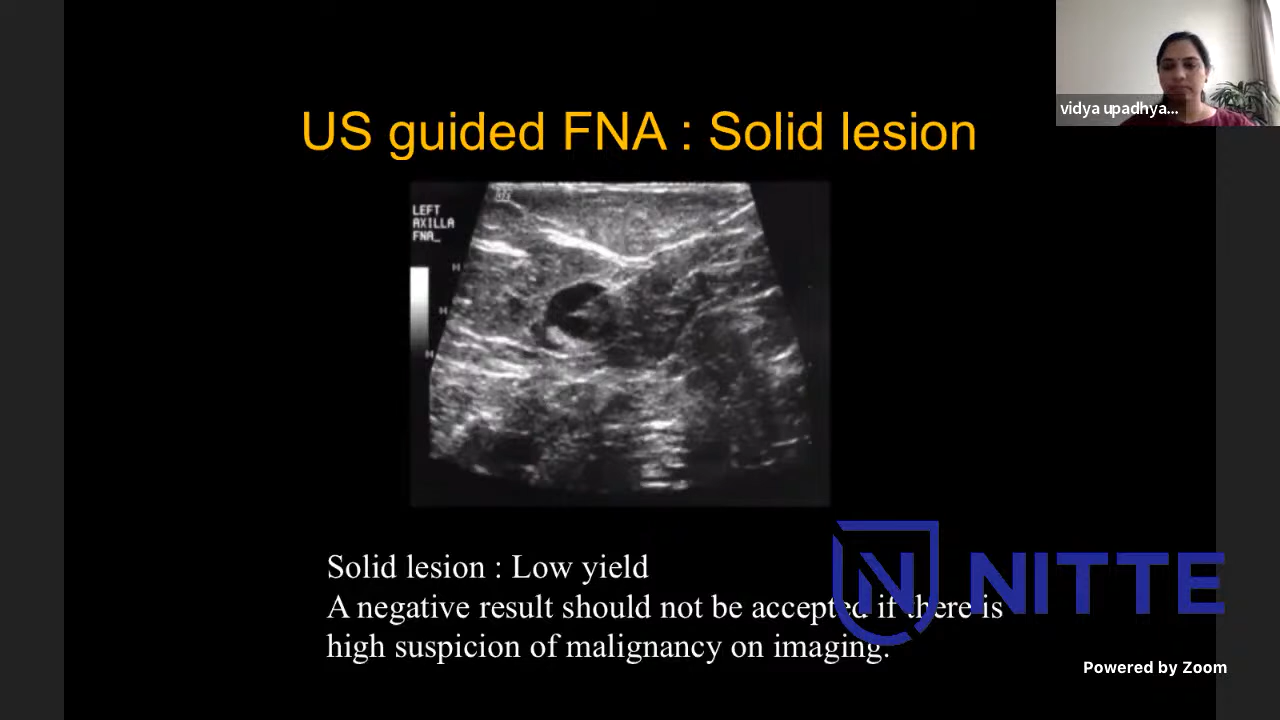 vidya upadhya...
US guided FNA : Solid lesion
LEFT
AXILLA
FNA_
Solid lesion : Low yield
A negative result should not be accepted if there is
high suspicion of malignancy on imaging.
N NITTE
Powered by Zoom